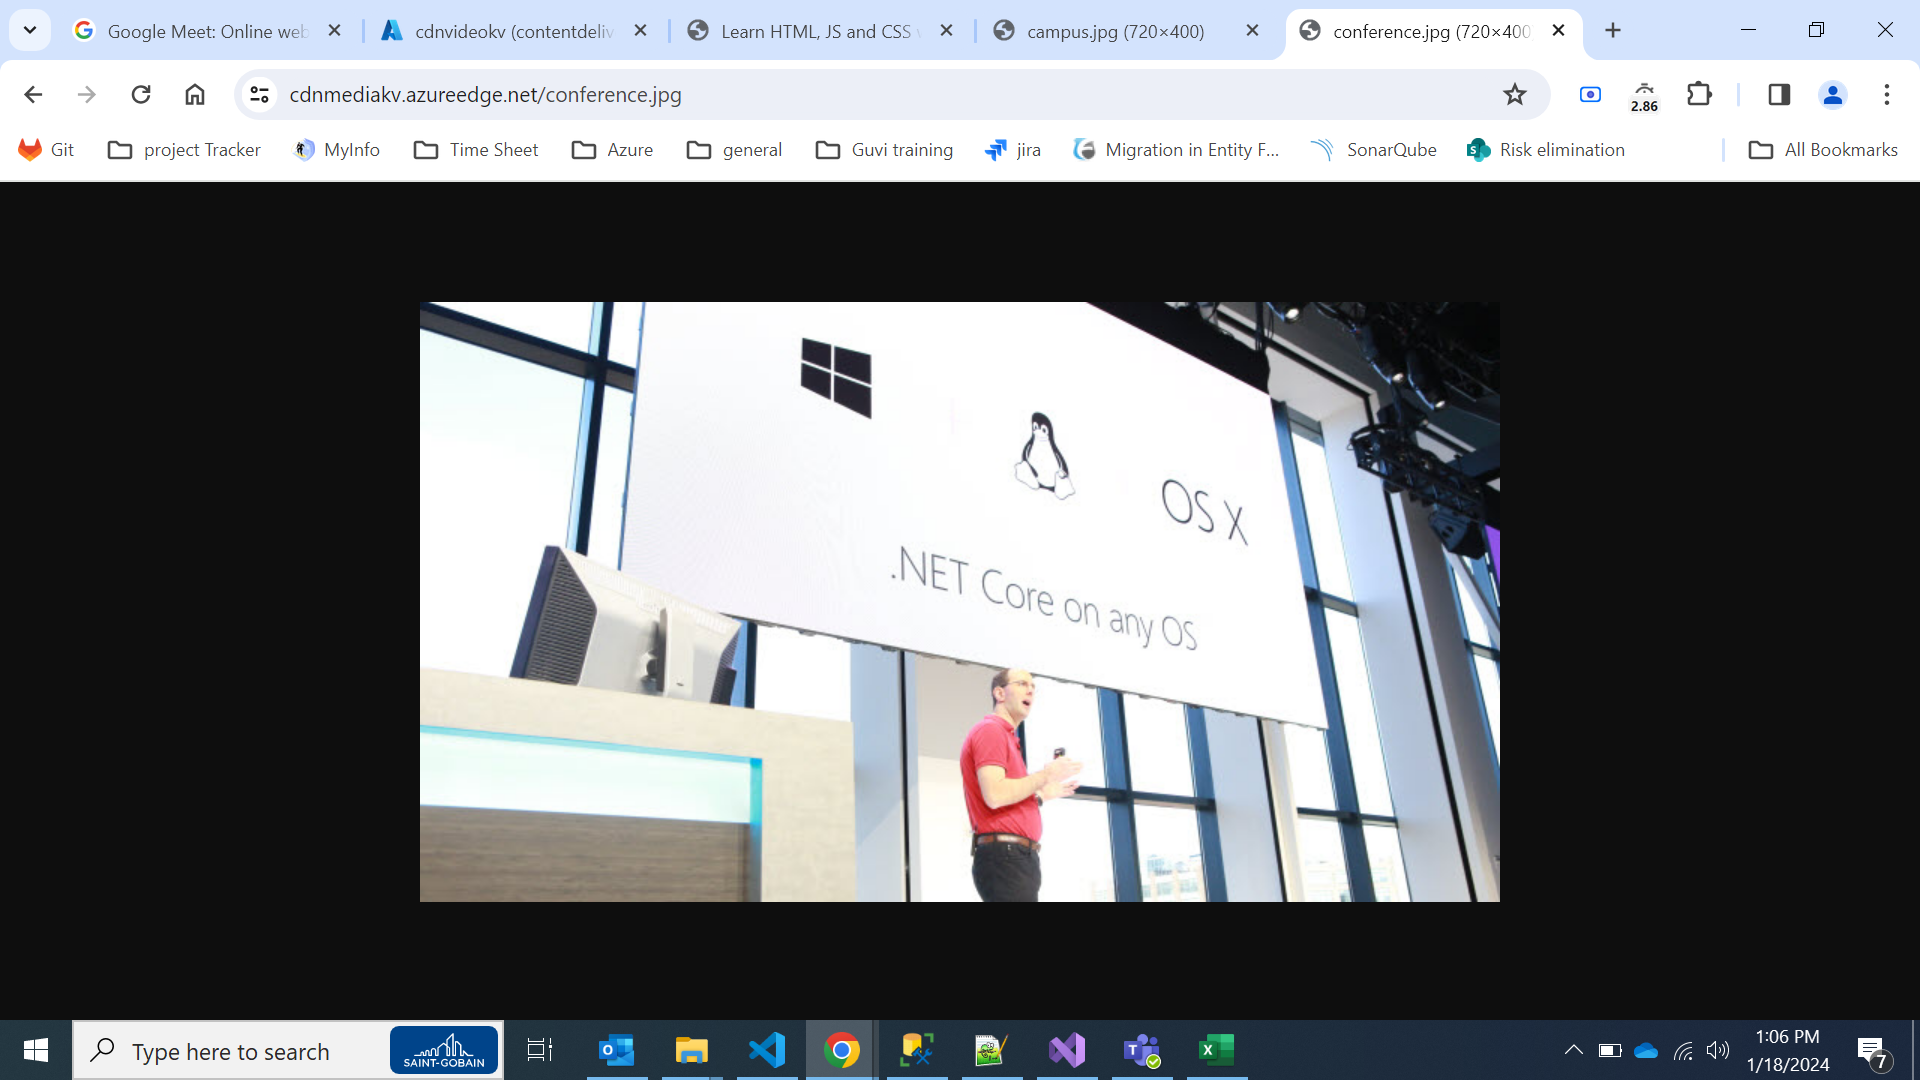 Google Meet: Online web
cdnvideokv (contentdeliv
Learn HTML, JS and CSS
campus.jpg (720×400)
conference.jpg (720×400
cdnmediakv.azureedge.net/conference.jpg
2.86
Git
project Tracker
MyInfo
Time Sheet
Azure
general
Guvi training
jira
Migration in Entity F...
SonarQube
Risk elimination
All Bookmarks
OS X
.NET Core on any OS
Type here to search
SAINT-GOBAIN
1:06 PM
1/18/2024
7